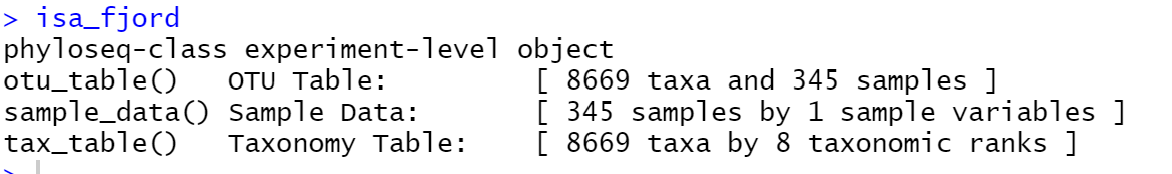 > isa_fjord
phyloseq-class experiment-level object
otu_table()   OTU Table:         [ 8669 taxa and 345 samples ]
sample_data() Sample Data:       [ 345 samples by 1 sample variables ]
tax_table()   Taxonomy Table:    [ 8669 taxa by 8 taxonomic ranks ]
>